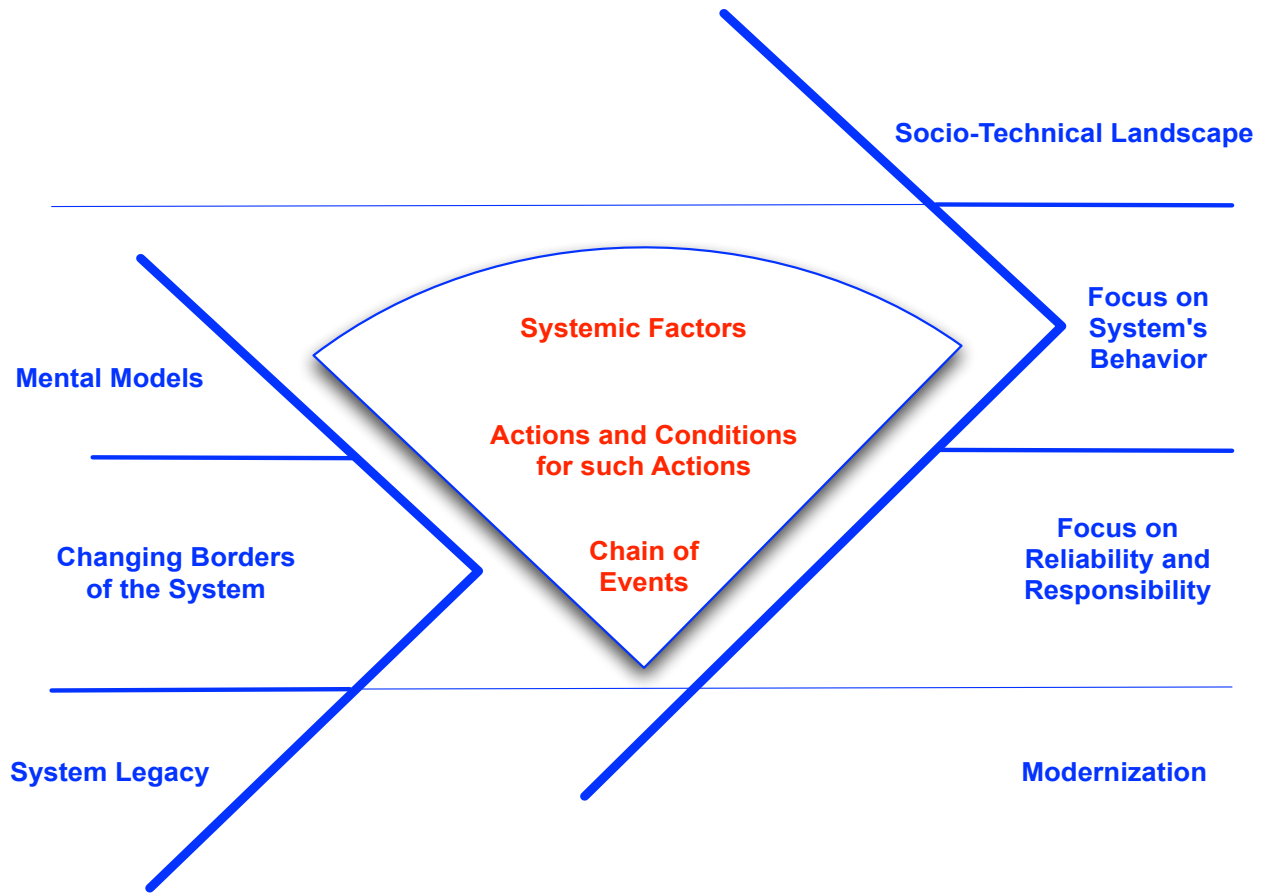 Socio-Technical Landscape
Systemic Factors
Focus on
System's
Behavior
Mental Models
Actions and Conditions
for such Actions
Changing Borders
of the System
Chain of
Events
Focus on
Reliability and
Responsibility
System Legacy
Modernization